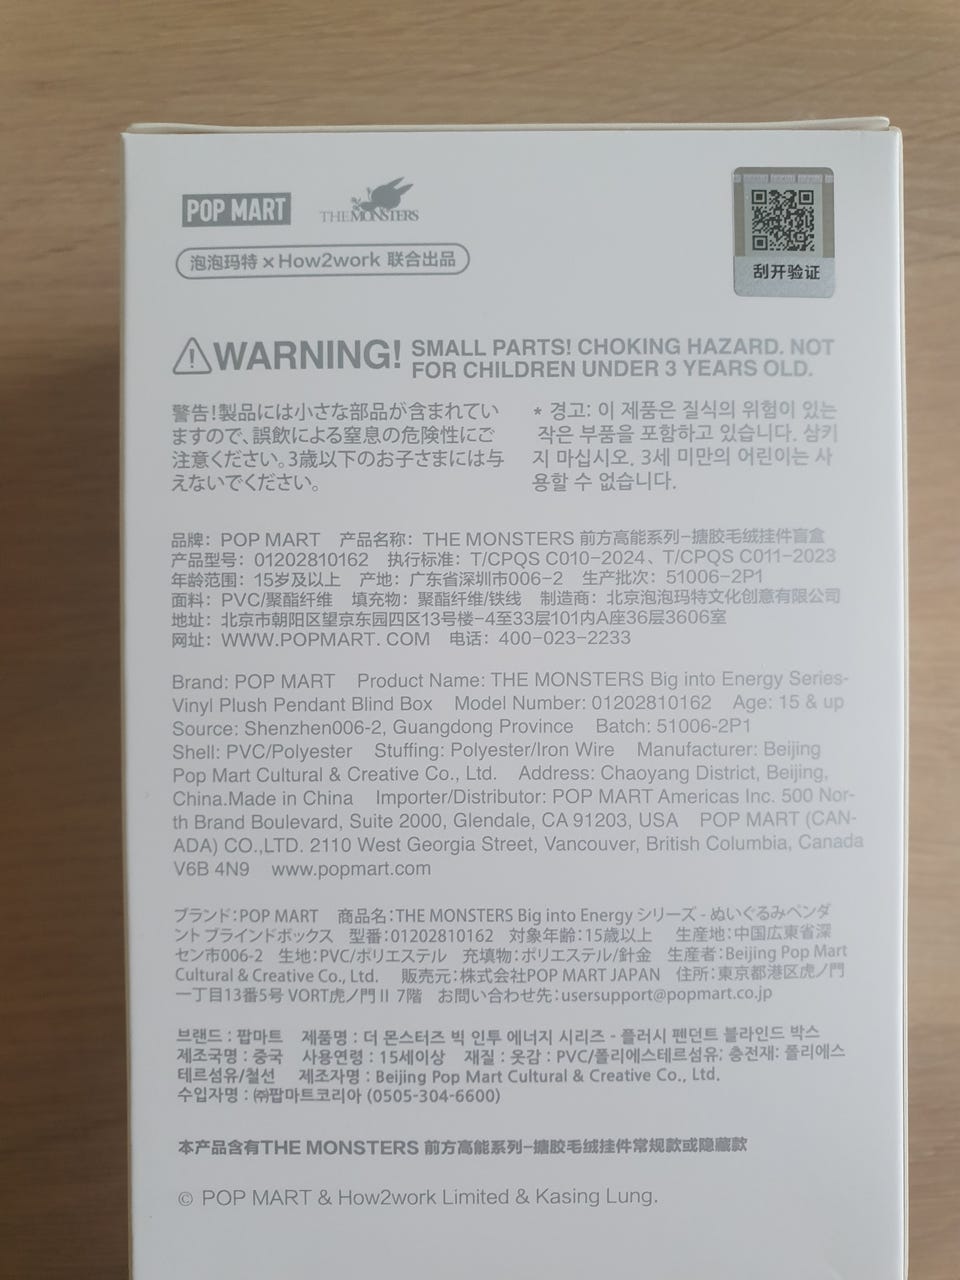 POP MART
THE MONSTERS
泡泡玛特 × How2work 联合出品
刮开验证
WARNING! SMALL PARTS! CHOKING HAZARD. NOT
FOR CHILDREN UNDER 3 YEARS OLD.
警告!製品には小さな部品が含まれてい
ますので、誤飲による窒息の危険性にご
注意ください。3歳以下のお子さまには与
えないでください。
* 경고: 이 제품은 질식의 위험이 있는
작은 부품을 포함하고 있습니다. 삼키
지 마십시오. 3세 미만의 어린이는 사
용할 수 없습니다.
品牌: POP MART 产品名称: THE MONSTERS 前方高能系列-搪胶毛绒挂件盲盒
产品型号: 01202810162 执行标准: T/CPQS C010-2024、T/CPQS C011-2023
年龄范围: 15岁及以上 产地: 广东省深圳市006-2 生产批次: 51006-2P1
面料: PVC/聚酯纤维 填充物: 聚酯纤维/铁线 制造商: 北京泡泡玛特文化创意有限公司
地址: 北京市朝阳区望京东园四区13号楼-4至33层101内A座36层3606室
网址: WWW.POPMART.COM 电话: 400-023-2233
Brand: POP MART Product Name: THE MONSTERS Big into Energy Series-
Vinyl Plush Pendant Blind Box Model Number: 01202810162 Age: 15 & up
Source: Shenzhen006-2, Guangdong Province Batch: 51006-2P1
Shell: PVC/Polyester Stuffing: Polyester/Iron Wire Manufacturer: Beijing
Pop Mart Cultural & Creative Co., Ltd. Address: Chaoyang District, Beijing,
China.Made in China Importer/Distributor: POP MART Americas Inc. 500 Nor-
th Brand Boulevard, Suite 2000, Glendale, CA 91203, USA POP MART (CAN-
ADA) CO.,LTD. 2110 West Georgia Street, Vancouver, British Columbia, Canada
V6B 4N9 www.popmart.com
ブランド:POP MART 商品名:THE MONSTERS Big into Energy シリーズ - ぬいぐるみペンダ
ント ブラインドボックス 型番:01202810162 対象年齢:15歳以上 生産地:中国広東省深
セン市006-2 生地:PVC/ポリエステル 充填物:ポリエステル/針金 生産者:Beijing Pop Mart
Cultural & Creative Co., Ltd. 販売元:株式会社POP MART JAPAN 住所:東京都港区虎ノ門
一丁目13番5号 VORT虎ノ門Ⅱ 7階 お問い合わせ先:usersupport@popmart.co.jp
브랜드 : 팝마트 제품명 : 더 몬스터즈 빅 인투 에너지 시리즈 - 플러시 펜던트 블라인드 박스
제조국명 : 중국 사용연령 : 15세이상 재질 : 옷감 : PVC/폴리에스테르섬유; 충전재: 폴리에스
테르섬유/철선 제조자명 : Beijing Pop Mart Cultural & Creative Co., Ltd.
수입자명 : ㈜팝마트코리아 (0505-304-6600)
本产品含有THE MONSTERS 前方高能系列-搪胶毛绒挂件常规款或隐藏款
© POP MART & How2work Limited & Kasing Lung.